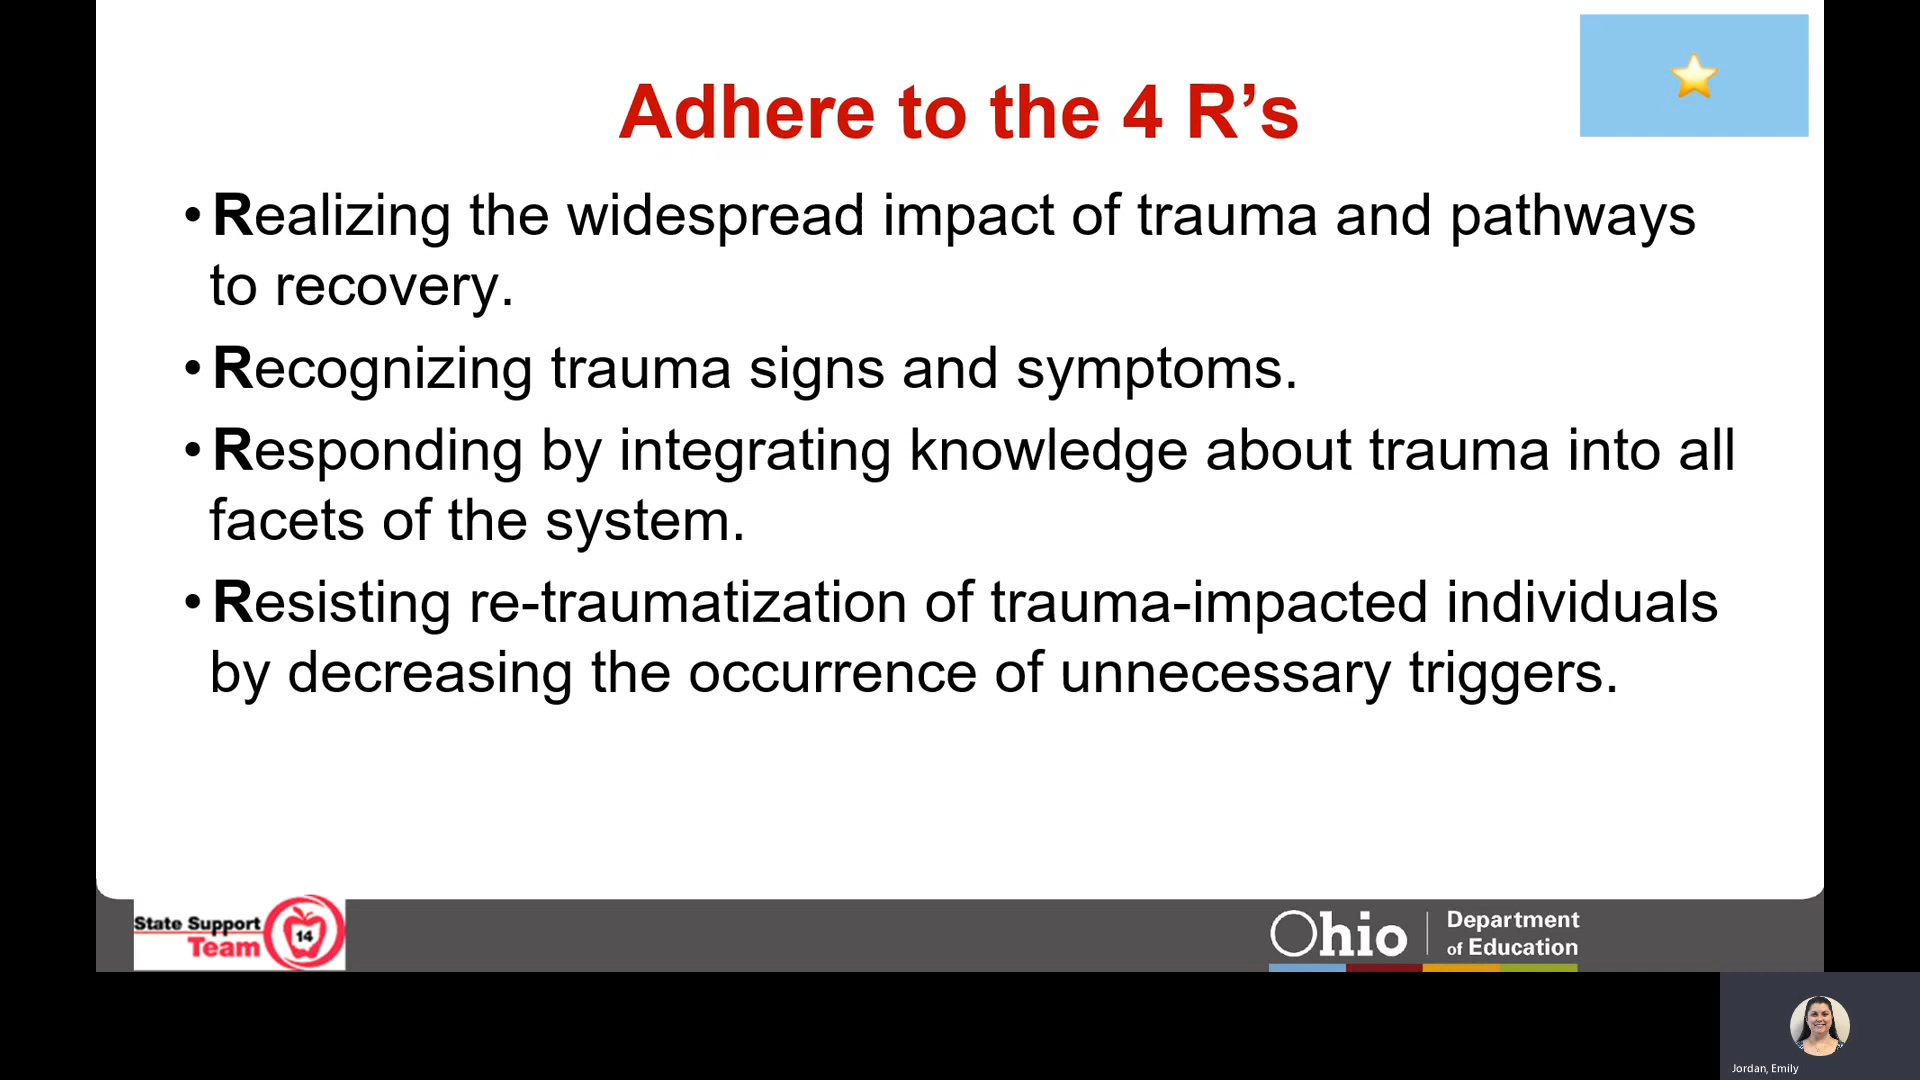 Adhere to the 4 R’s
•Realizing the widespread impact of trauma and pathways
to recovery.
•Recognizing trauma signs and symptoms.
•Responding by integrating knowledge about trauma into all
facets of the system.
•Resisting re-traumatization of trauma-impacted individuals
by decreasing the occurrence of unnecessary triggers.
State Support
Team
14
Ohio
Department
of Education
Jordan, Emily